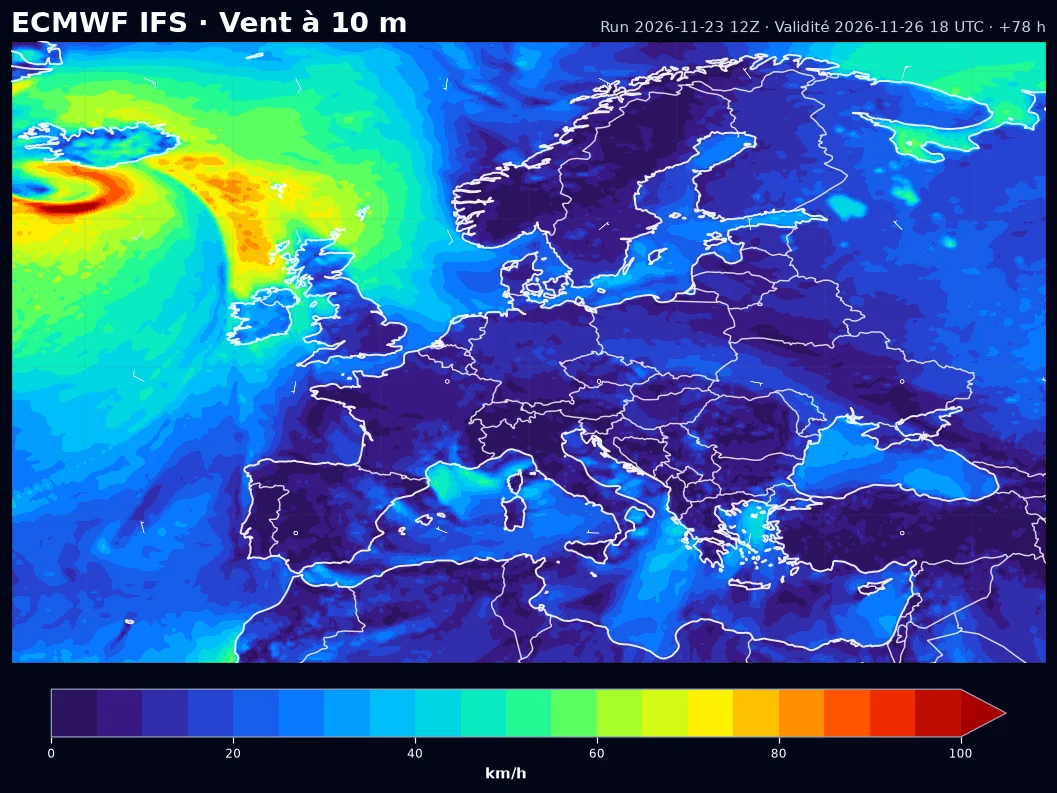 ECMWF IFS · Vent à 10 m
Run 2026-11-23 12Z · Validité 2026-11-26 18 UTC · +78 h
0 20 40 60 80 100
km/h